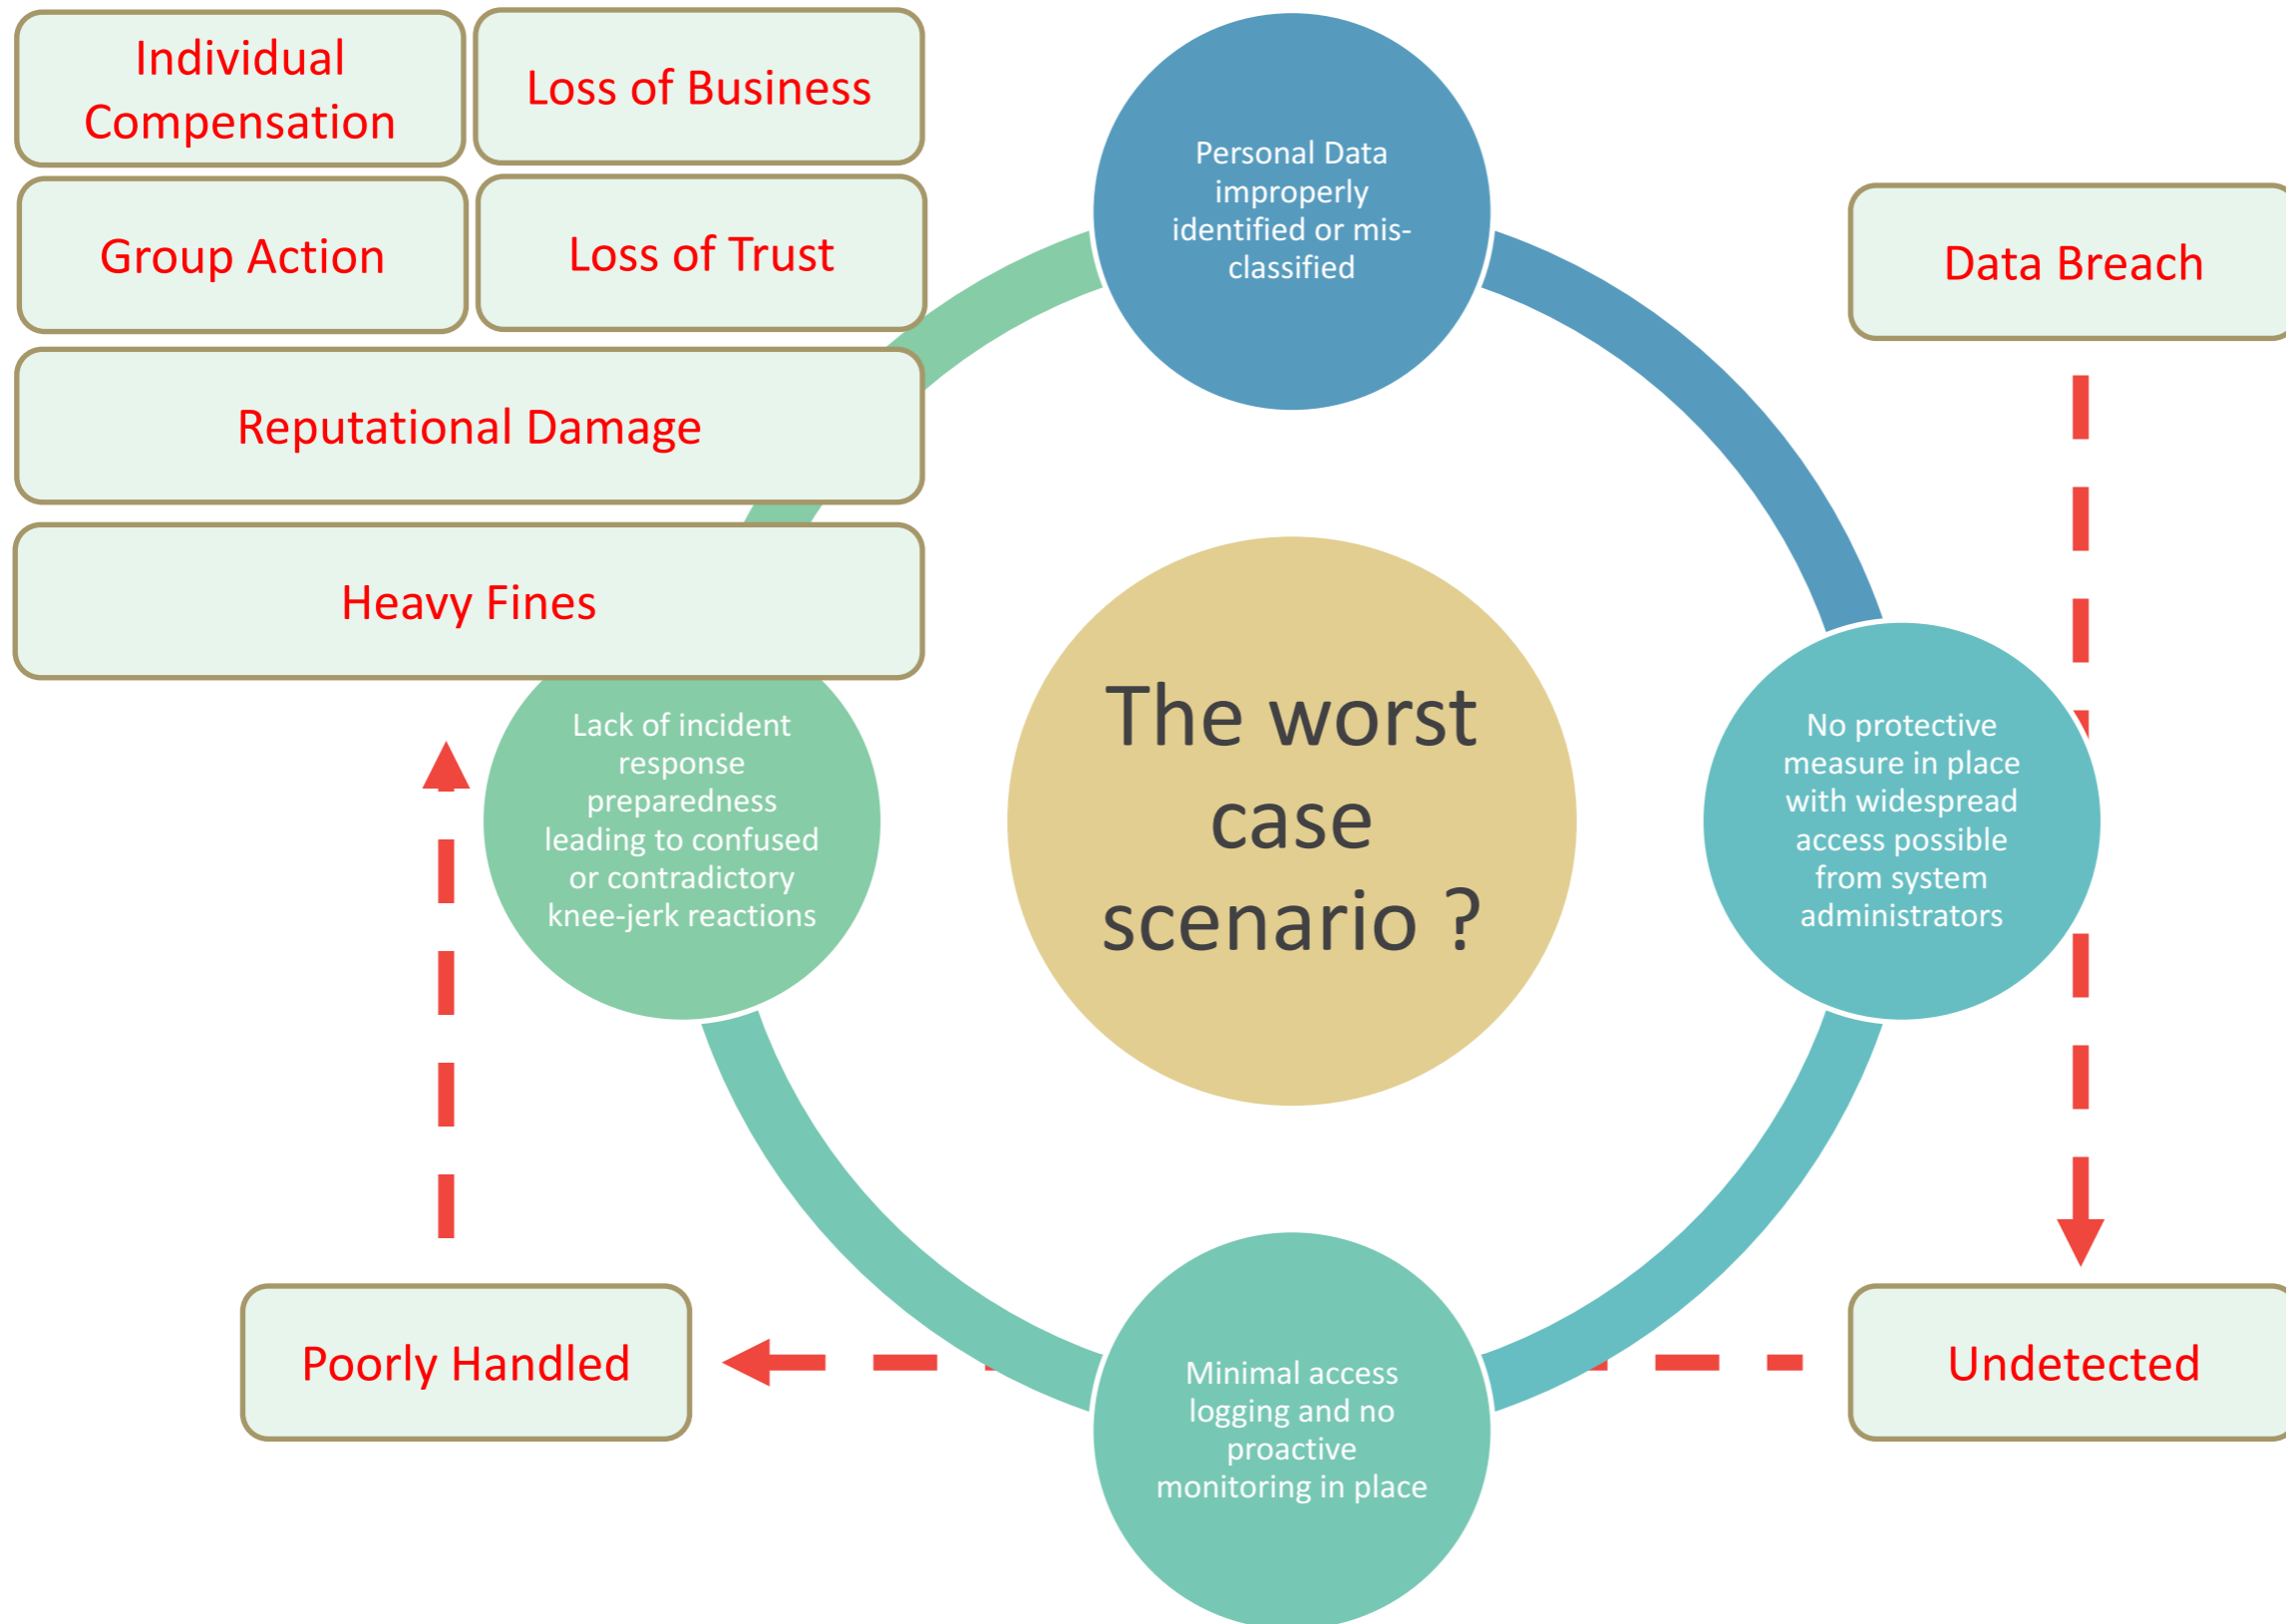 Individual
Compensation
Loss of Business
Group Action
Loss of Trust
Reputational Damage
Heavy Fines
Personal Data
improperly
identified or mis-
classified
Data Breach
The worst
case
scenario ?
No protective
measure in place
with widespread
access possible
from system
administrators
Lack of incident
response
preparedness
leading to confused
or contradictory
knee-jerk reactions
Minimal access
logging and no
proactive
monitoring in place
Undetected
Poorly Handled